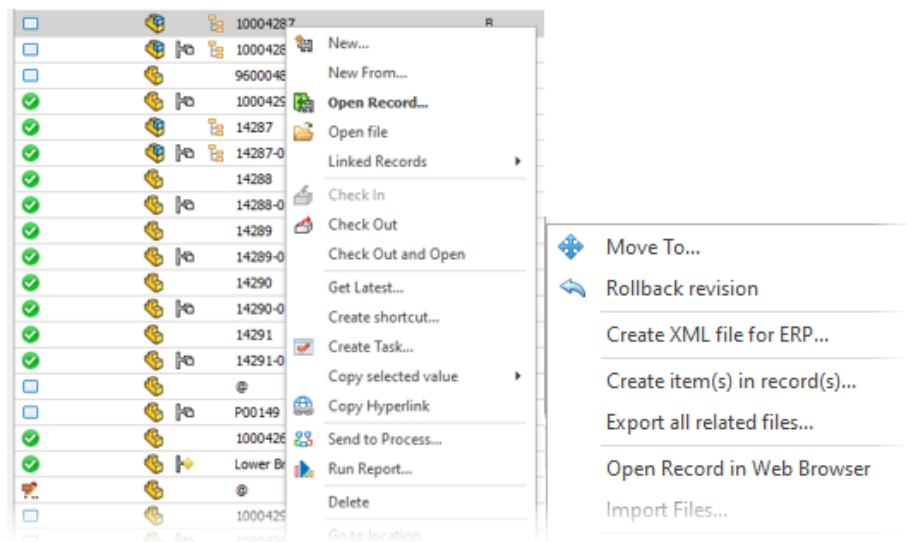 10004287 B
1000428
9600048
1000429
14287
14287-0
14288
14288-0
14289
14289-0
14290
14290-0
14291
14291-0
@
P00149
1000426
Lower Br
@
1000429
New...
New From...
Open Record...
Open file
Linked Records
Check In
Check Out
Check Out and Open
Get Latest...
Create shortcut...
Create Task...
Copy selected value
Copy Hyperlink
Send to Process...
Run Report...
Delete
Go to location
Move To...
Rollback revision
Create XML file for ERP...
Create item(s) in record(s)...
Export all related files...
Open Record in Web Browser
Import Files...